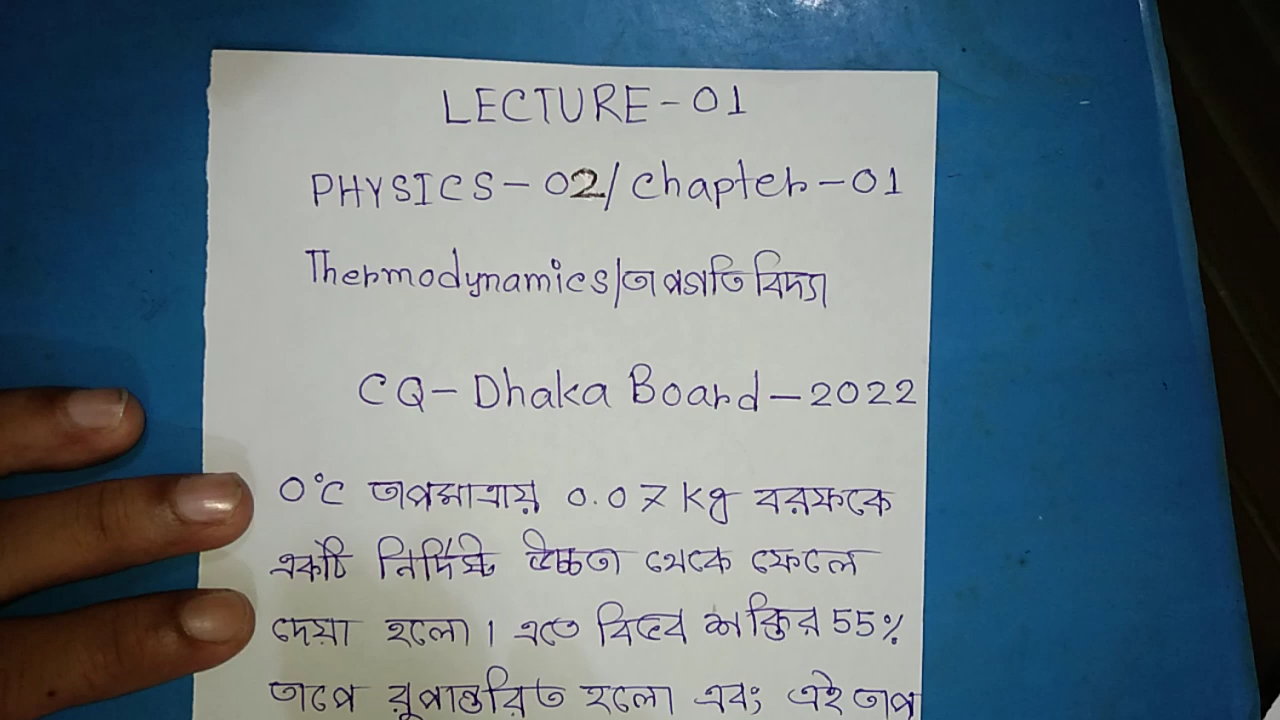 LECTURE-01
PHYSICS-02/Chapter-01
Thermodynamics/তাপগতি বিদ্যা
CQ-Dhaka Board-2022
0°C তাপমাত্রায় 0.07 kg বরফকে
একটি নির্দিষ্ট উচ্চতা থেকে ফেলে
দেয়া হলো। এতে বিভব শক্তির 55%
তাপে রূপান্তরিত হলো এবং এই তাপ